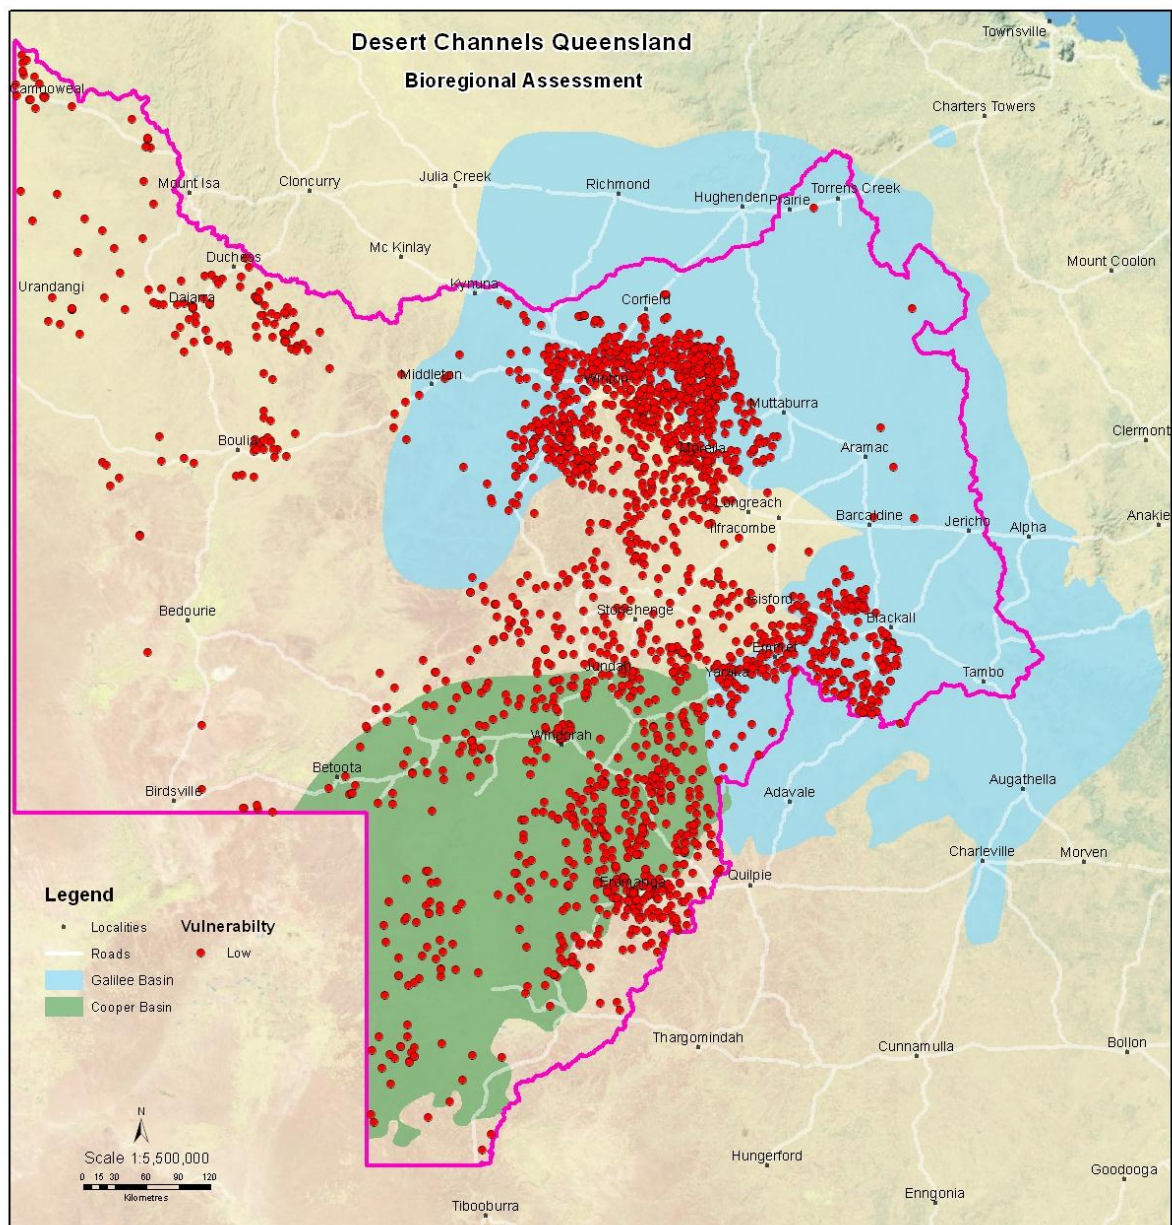 Desert Channels Queensland
Bioregional Assessment
Townsville
Charters Towers
Camooweal
Mount Isa
Cloncurry
Julia Creek
Richmond
Hughenden
Prairie
Torrens Creek
Mc Kinlay
Duchess
Mount Coolon
Urandangi
Dajarra
Kynuna
Corfield
Middleton
Winton
Muttaburra
Clermont
Boulia
Morella
Aramac
Longreach
Ilfracombe
Barcaldine
Jericho
Alpha
Anakie
Bedourie
Stonehenge
Isisford
Blackall
Emmet
Jundah
Yaraka
Tambo
Windorah
Betoota
Birdsville
Adavale
Augathella
Charleville
Morven
Eromanga
Quilpie
Legend
Localities
Vulnerabilty
Roads
Low
Galilee Basin
Cooper Basin
Thargomindah
Cunnamulla
Bollon
N
Scale 1:5,500,000
0 15 30 60 90 120
Kilometres
Hungerford
Goodooga
Enngonia
Tibooburra